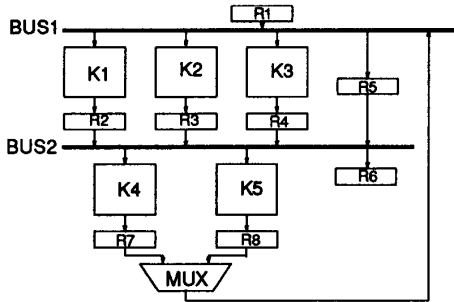 R1
BUS1
K1 K2 K3
R5
R2 R3 R4
BUS2
K4 K5 R6
R7 R8
MUX